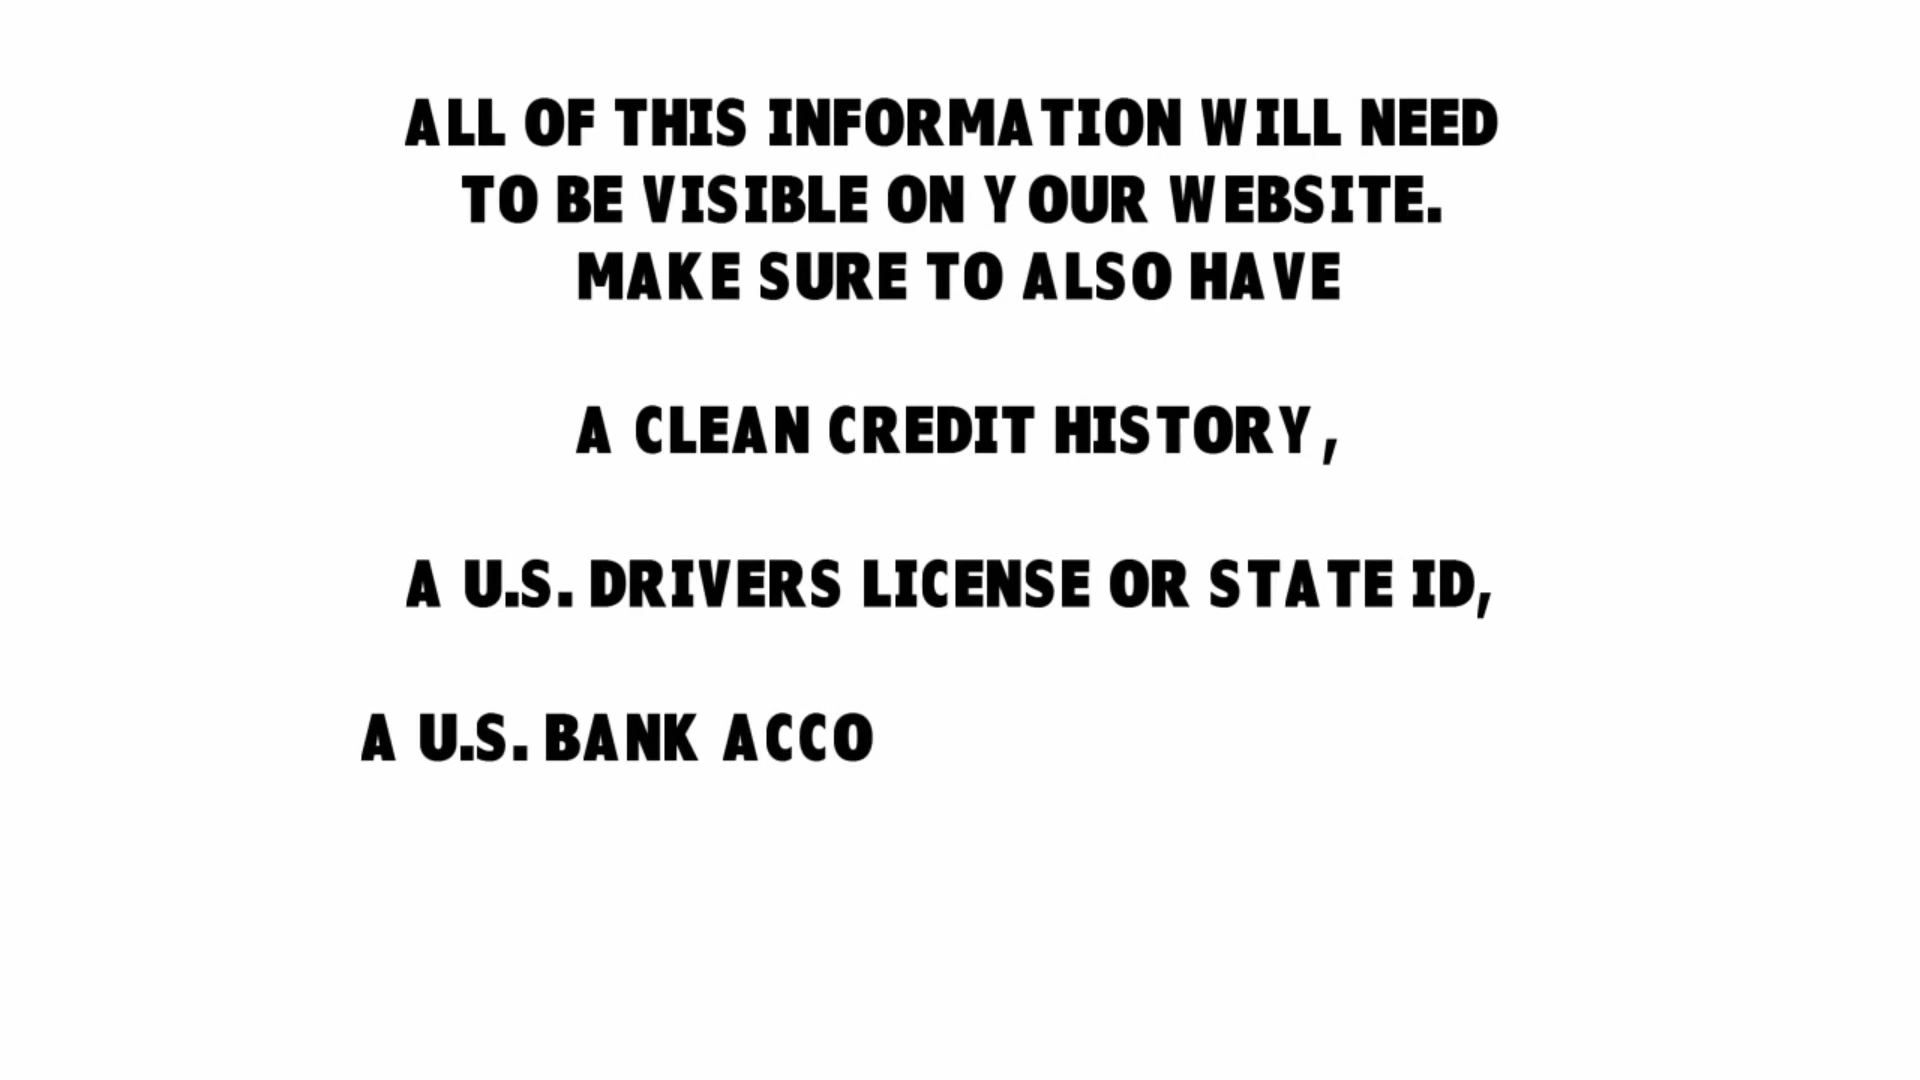 ALL OF THIS INFORMATION WILL NEED
TO BE VISIBLE ON YOUR WEBSITE.
MAKE SURE TO ALSO HAVE
A CLEAN CREDIT HISTORY,
A U.S. DRIVERS LICENSE OR STATE ID,
A U.S. BANK ACCO